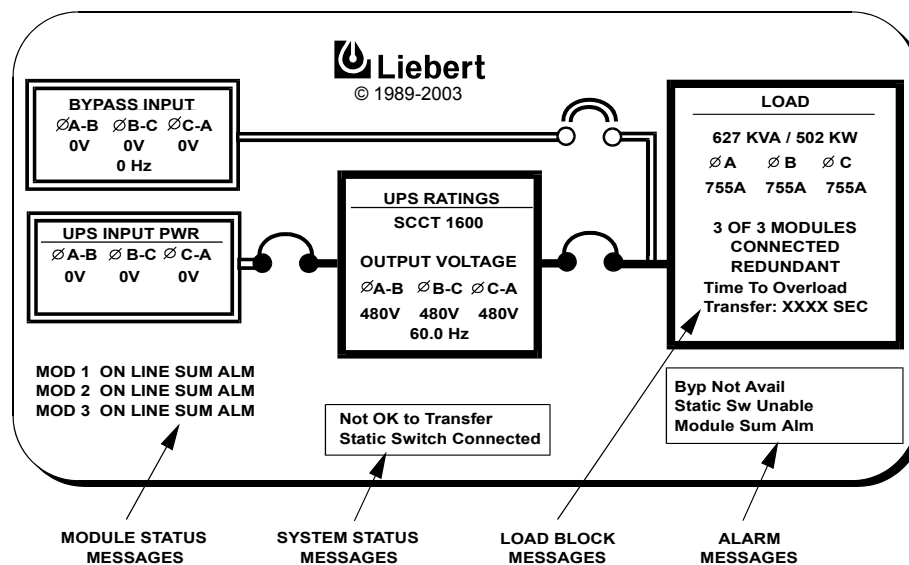 Liebert
© 1989-2003
BYPASS INPUT
∅A-B ∅B-C ∅C-A
0V 0V 0V
0 Hz
UPS INPUT PWR
∅A-B ∅B-C ∅C-A
0V 0V 0V
UPS RATINGS
SCCT 1600
OUTPUT VOLTAGE
∅A-B ∅B-C ∅C-A
480V 480V 480V
60.0 Hz
LOAD
627 KVA / 502 KW
∅A ∅B ∅C
755A 755A 755A
3 OF 3 MODULES
CONNECTED
REDUNDANT
Time To Overload
Transfer: XXXX SEC
MOD 1 ON LINE SUM ALM
MOD 2 ON LINE SUM ALM
MOD 3 ON LINE SUM ALM
Not OK to Transfer
Static Switch Connected
Byp Not Avail
Static Sw Unable
Module Sum Alm
MODULE STATUS
MESSAGES
SYSTEM STATUS
MESSAGES
LOAD BLOCK
MESSAGES
ALARM
MESSAGES